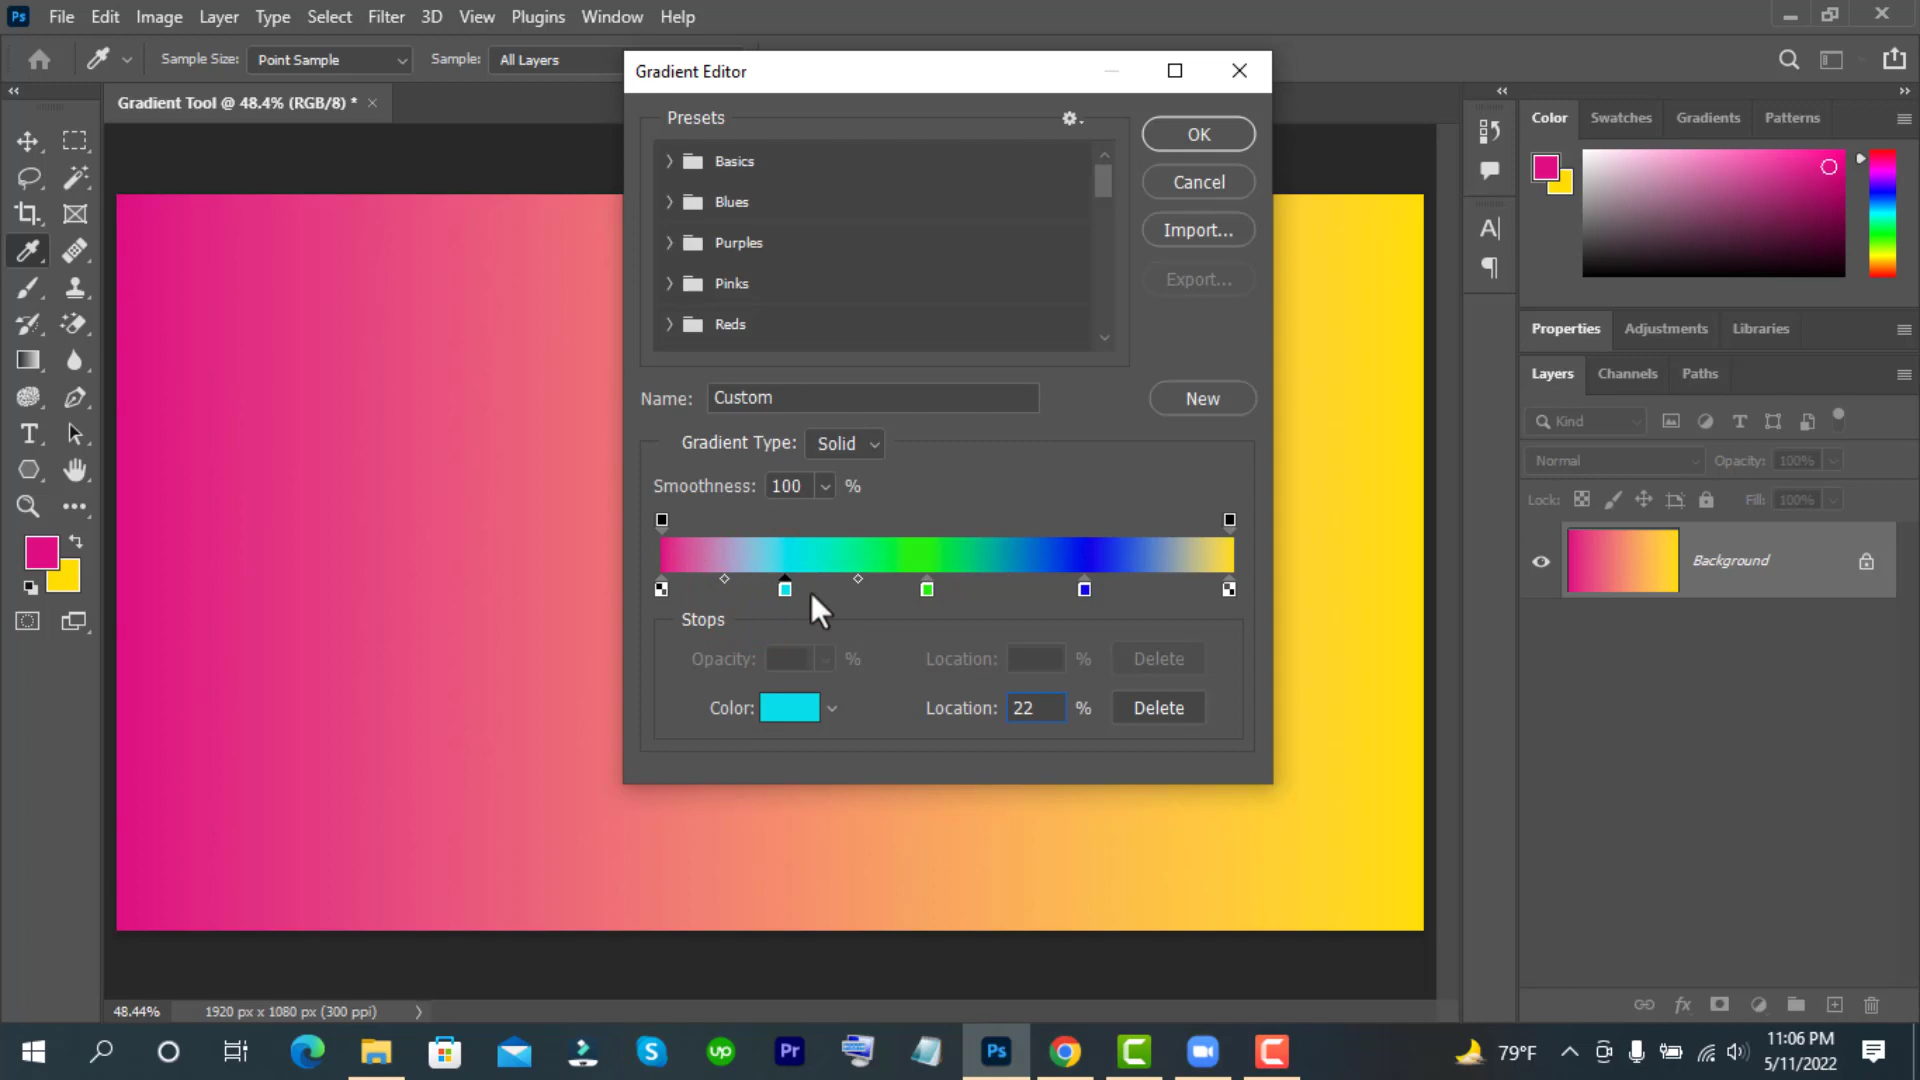 Ps File Edit Image Layer Type Select Filter 3D View Plugins Window Help
Sample Size: Point Sample Sample: All Layers
Gradient Tool @ 48.4% (RGB/8) *
Gradient Editor
Presets
Basics
Blues
Purples
Pinks
Reds
OK
Cancel
Import...
Export...
Name: Custom New
Gradient Type: Solid
Smoothness: 100 %
Stops
Opacity: % Location: % Delete
Color: Location: 22 % Delete
Color Swatches Gradients Patterns
Properties Adjustments Libraries
Layers Channels Paths
Kind
Normal Opacity: 100%
Lock: Fill: 100%
Background
fx
48.44% 1920 px x 1080 px (300 ppi)
up Pr Ps 79°F 11:06 PM
5/11/2022